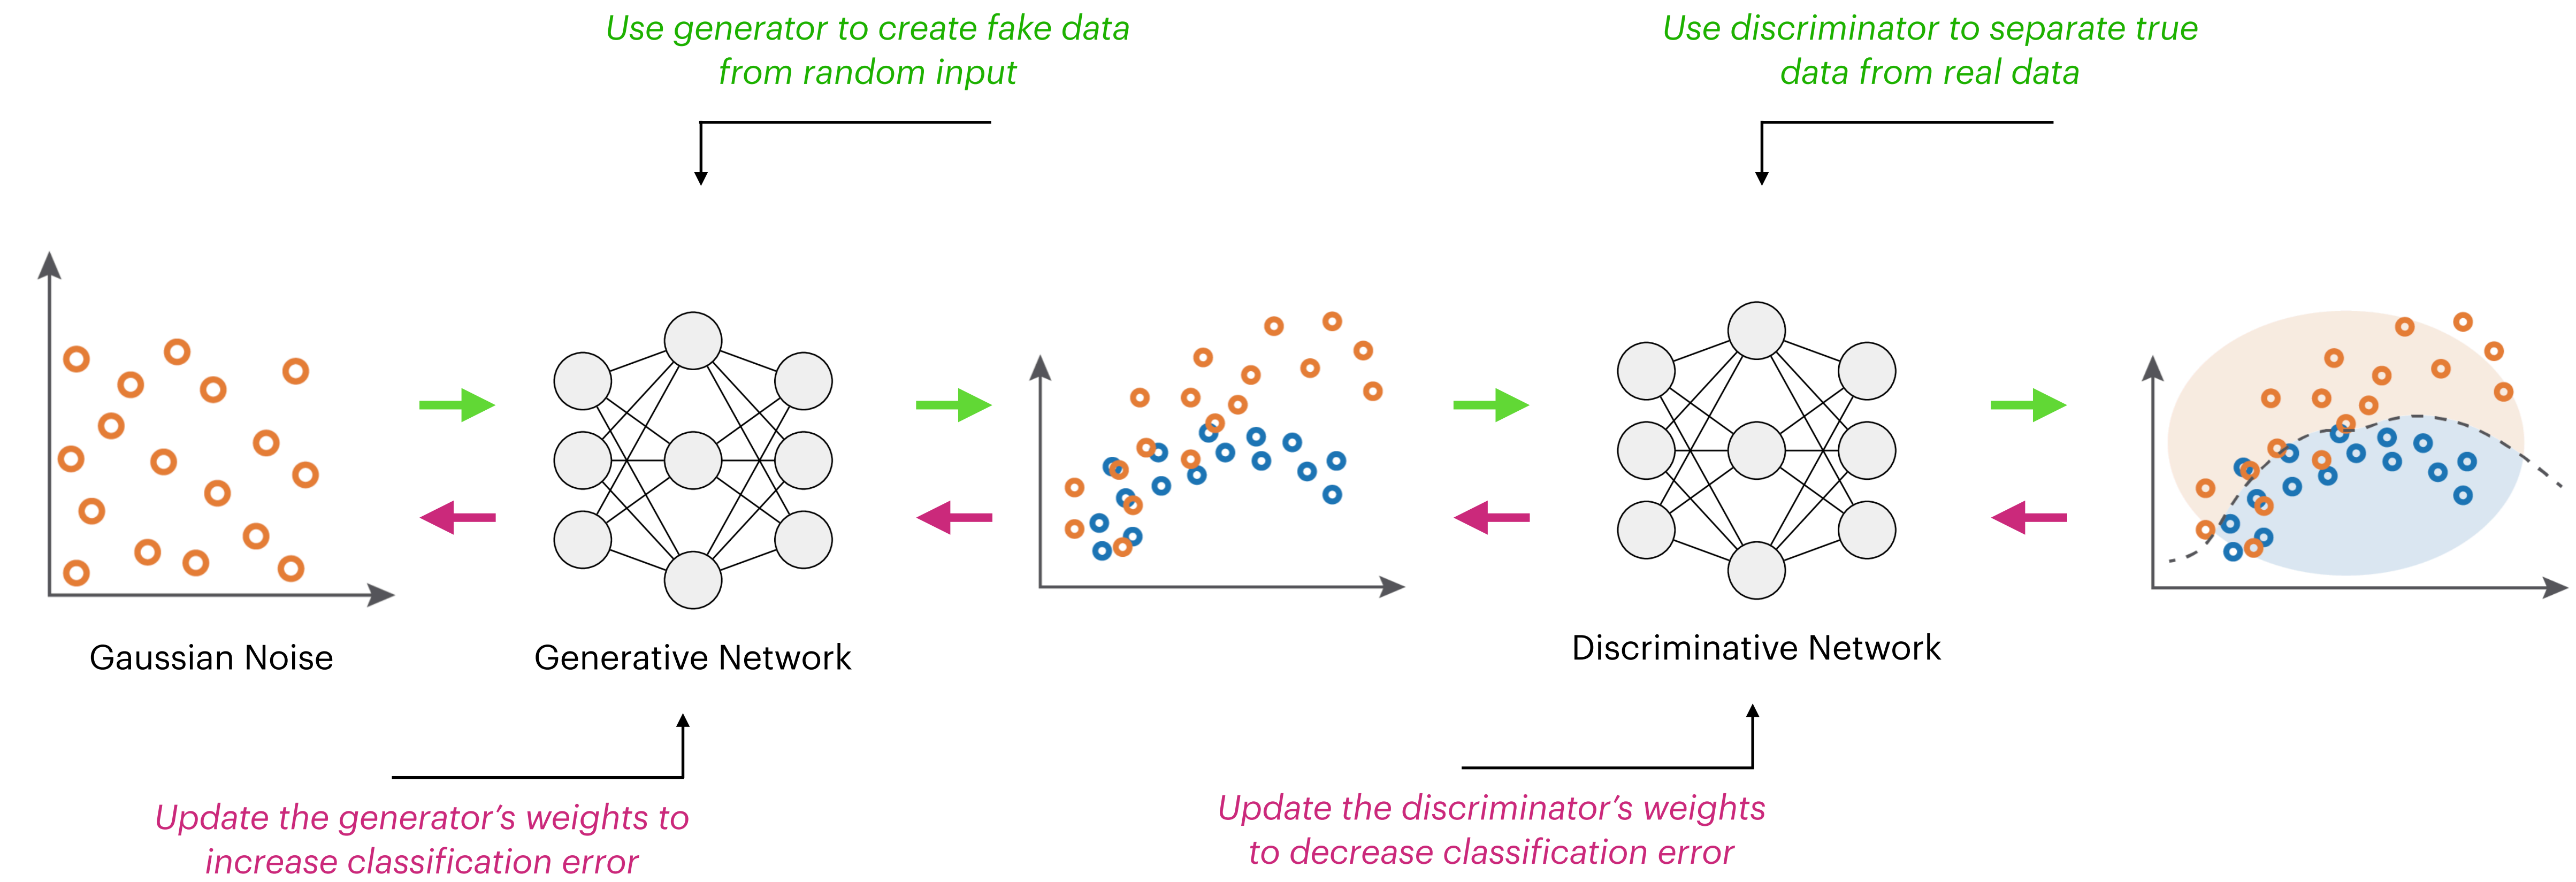 Use generator to create fake data
from random input
Use discriminator to separate true
data from real data
Gaussian Noise
Generative Network
Discriminative Network
Update the generator’s weights to
increase classification error
Update the discriminator’s weights
to decrease classification error